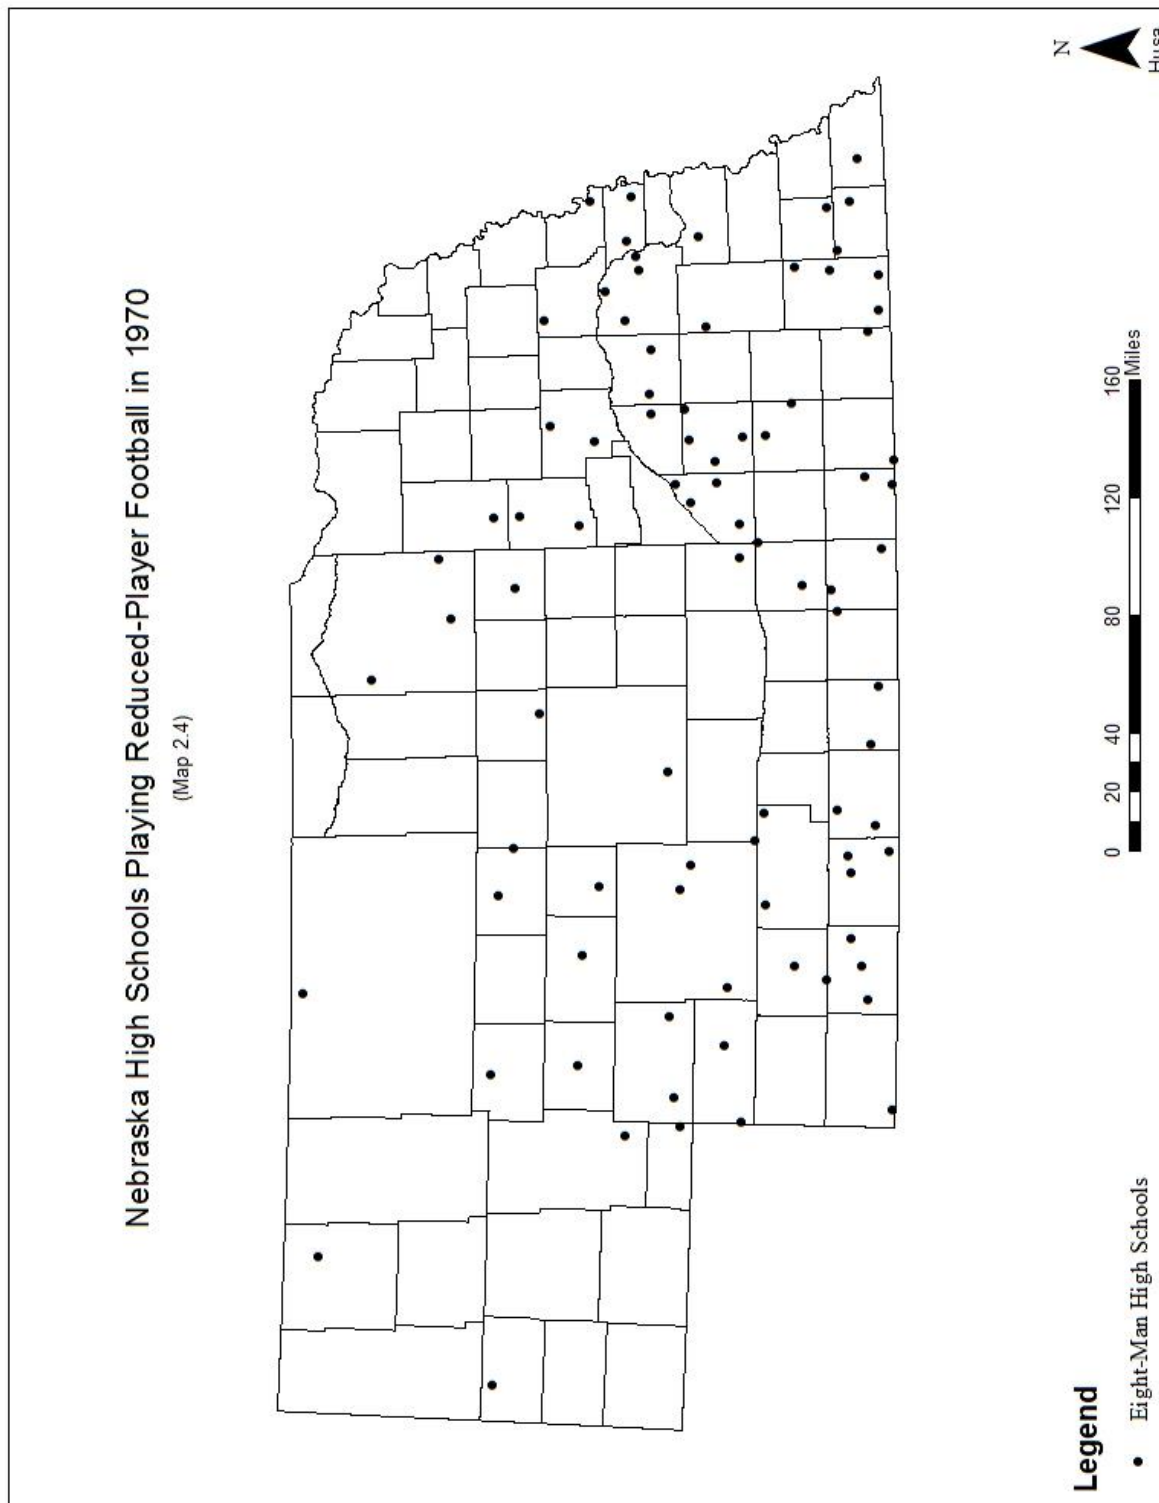 Nebraska High Schools Playing Reduced-Player Football in 1970
(Map 2.4)
N
Husa
0 20 40 80 120 160
Miles
Legend
Eight-Man High Schools